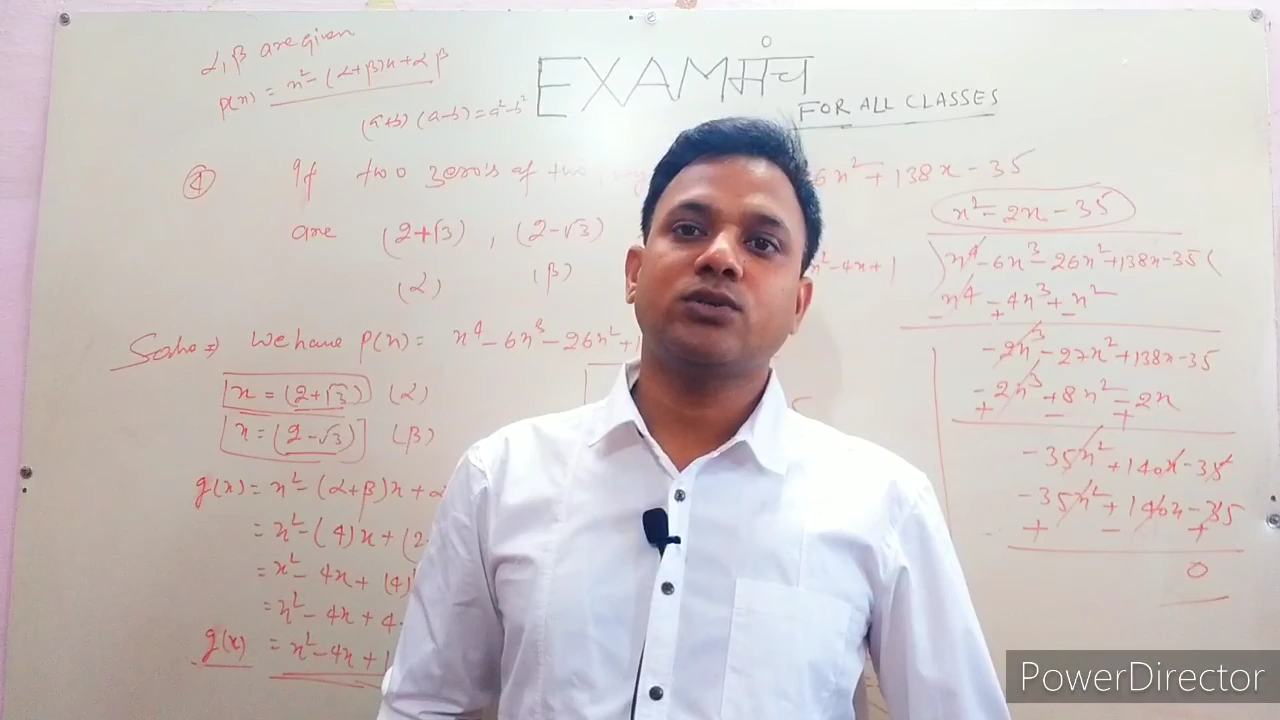 α, β are given
p(x) = x² - (α+β)x + αβ
(a+b) (a-b) = a²-b²
EXAMमंच
FOR ALL CLASSES
④ If two zero's of two 6x² + 138x - 35
are (2+√3) , (2-√3)
(α) (β)
x²-4x+1
x² - 2x - 35
x⁴ - 6x³ - 26x² + 138x - 35
x⁴ - 4x³ + x²
- + -
-2x³ - 27x² + 138x - 35
-2x³ + 8x² - 2x
+ - +
-35x² + 140x - 35
-35x² + 140x - 35
+ - +
0
we have p(x) = x⁴ - 6x³ - 26x² +
x = (2+√3) (α)
x = (2-√3) (β)
g(x) = x² - (α+β)x +
= x² - (4)x + (2
= x² - 4x + (4)
= x² - 4x + 4
g(x) = x² - 4x + 1
PowerDirector